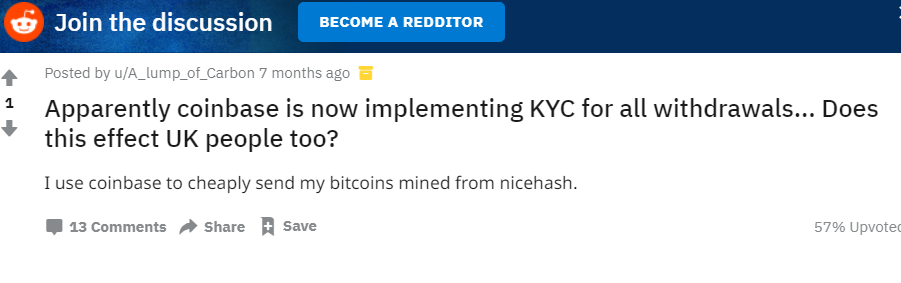 Join the discussion
BECOME A REDDITOR
Posted by u/A_lump_of_Carbon 7 months ago
1
Apparently coinbase is now implementing KYC for all withdrawals... Does
this effect UK people too?
I use coinbase to cheaply send my bitcoins mined from nicehash.
13 Comments
Share
Save
57% Upvoted